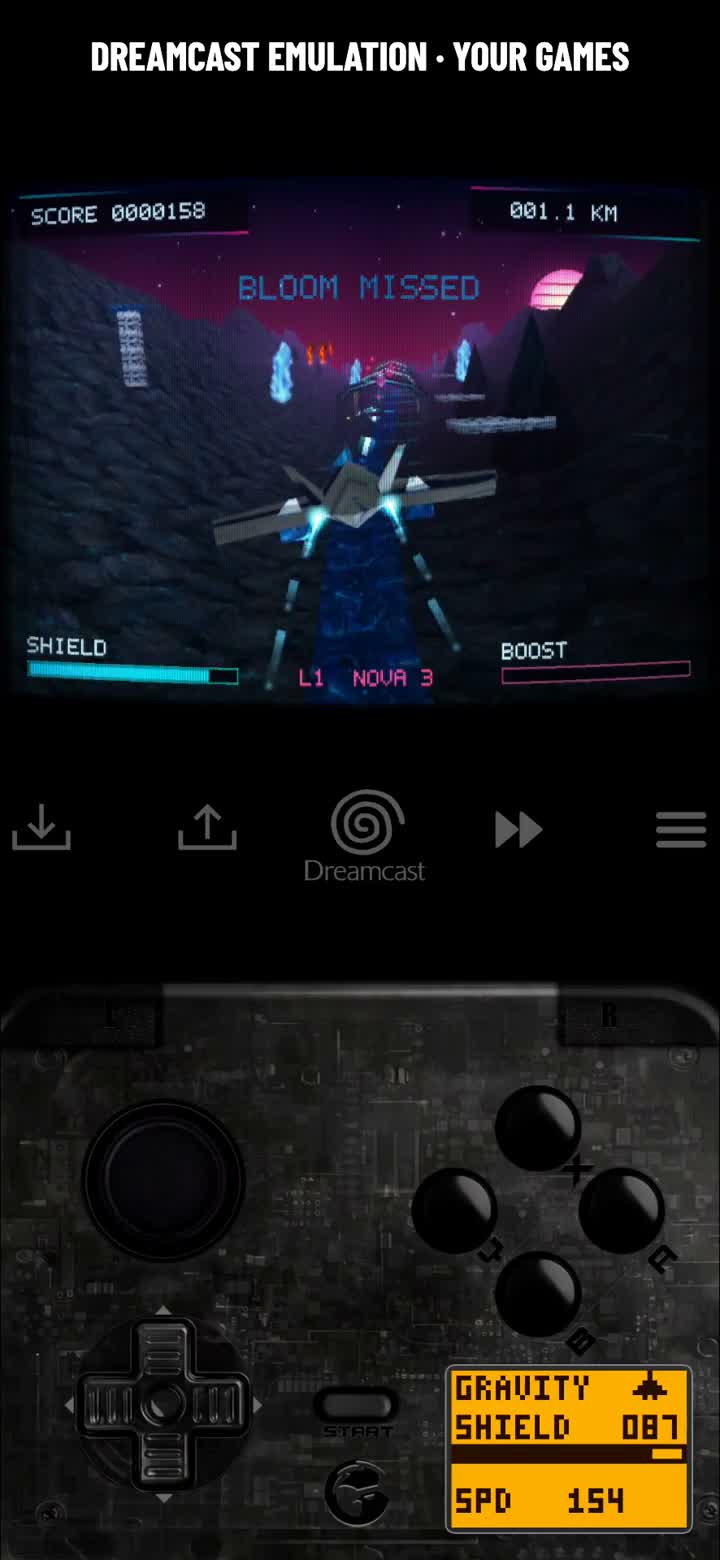 DREAMCAST EMULATION · YOUR GAMES
SCORE 0000158
001.1 KM
BLOOM MISSED
SHIELD
BOOST
L1 NOVA 3
Dreamcast
R
X
Y
A
B
START
GRAVITY
SHIELD 087
SPD 154